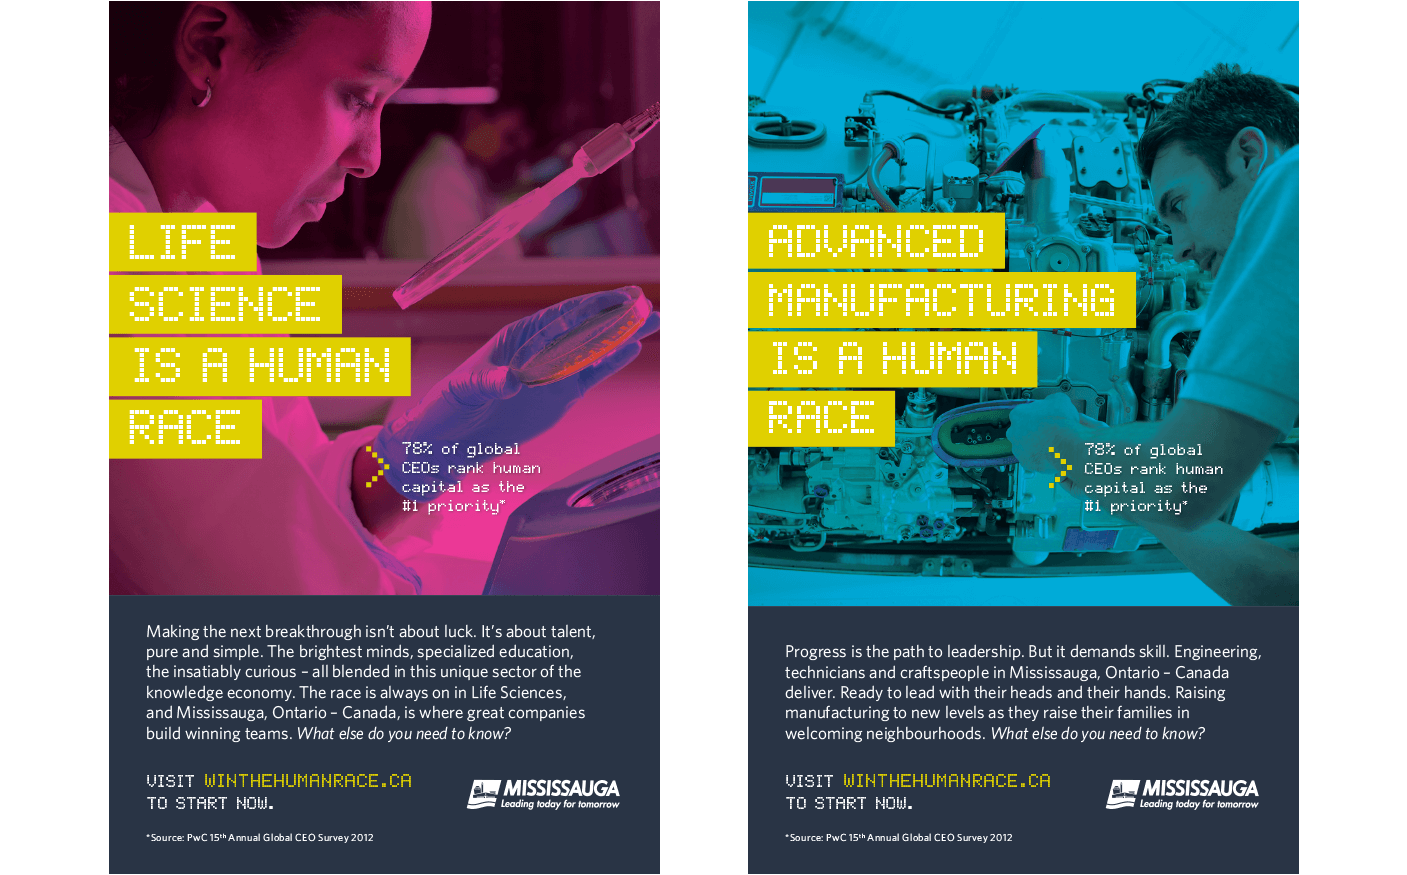 LIFE
SCIENCE
IS A HUMAN
RACE
78% of global
CEOs rank human
capital as the
#1 priority*
Making the next breakthrough isn't about luck. It's about talent,
pure and simple. The brightest minds, specialized education,
the insatiably curious – all blended in this unique sector of the
knowledge economy. The race is always on in Life Sciences,
and Mississauga, Ontario – Canada, is where great companies
build winning teams. What else do you need to know?
VISIT WINTHEHUMANRACE.CA
TO START NOW.
MISSISSAUGA
Leading today for tomorrow
*Source: PwC 15th Annual Global CEO Survey 2012
ADVANCED
MANUFACTURING
IS A HUMAN
RACE
78% of global
CEOs rank human
capital as the
#1 priority*
Progress is the path to leadership. But it demands skill. Engineering,
technicians and craftspeople in Mississauga, Ontario – Canada
deliver. Ready to lead with their heads and their hands. Raising
manufacturing to new levels as they raise their families in
welcoming neighbourhoods. What else do you need to know?
VISIT WINTHEHUMANRACE.CA
TO START NOW.
MISSISSAUGA
Leading today for tomorrow
*Source: PwC 15th Annual Global CEO Survey 2012